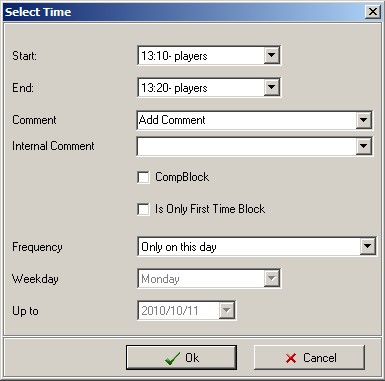 Select Time
Start: 13:10- players
End: 13:20- players
Comment Add Comment
Internal Comment
CompBlock
Is Only First Time Block
Frequency Only on this day
Weekday Monday
Up to 2010/10/11
Ok Cancel